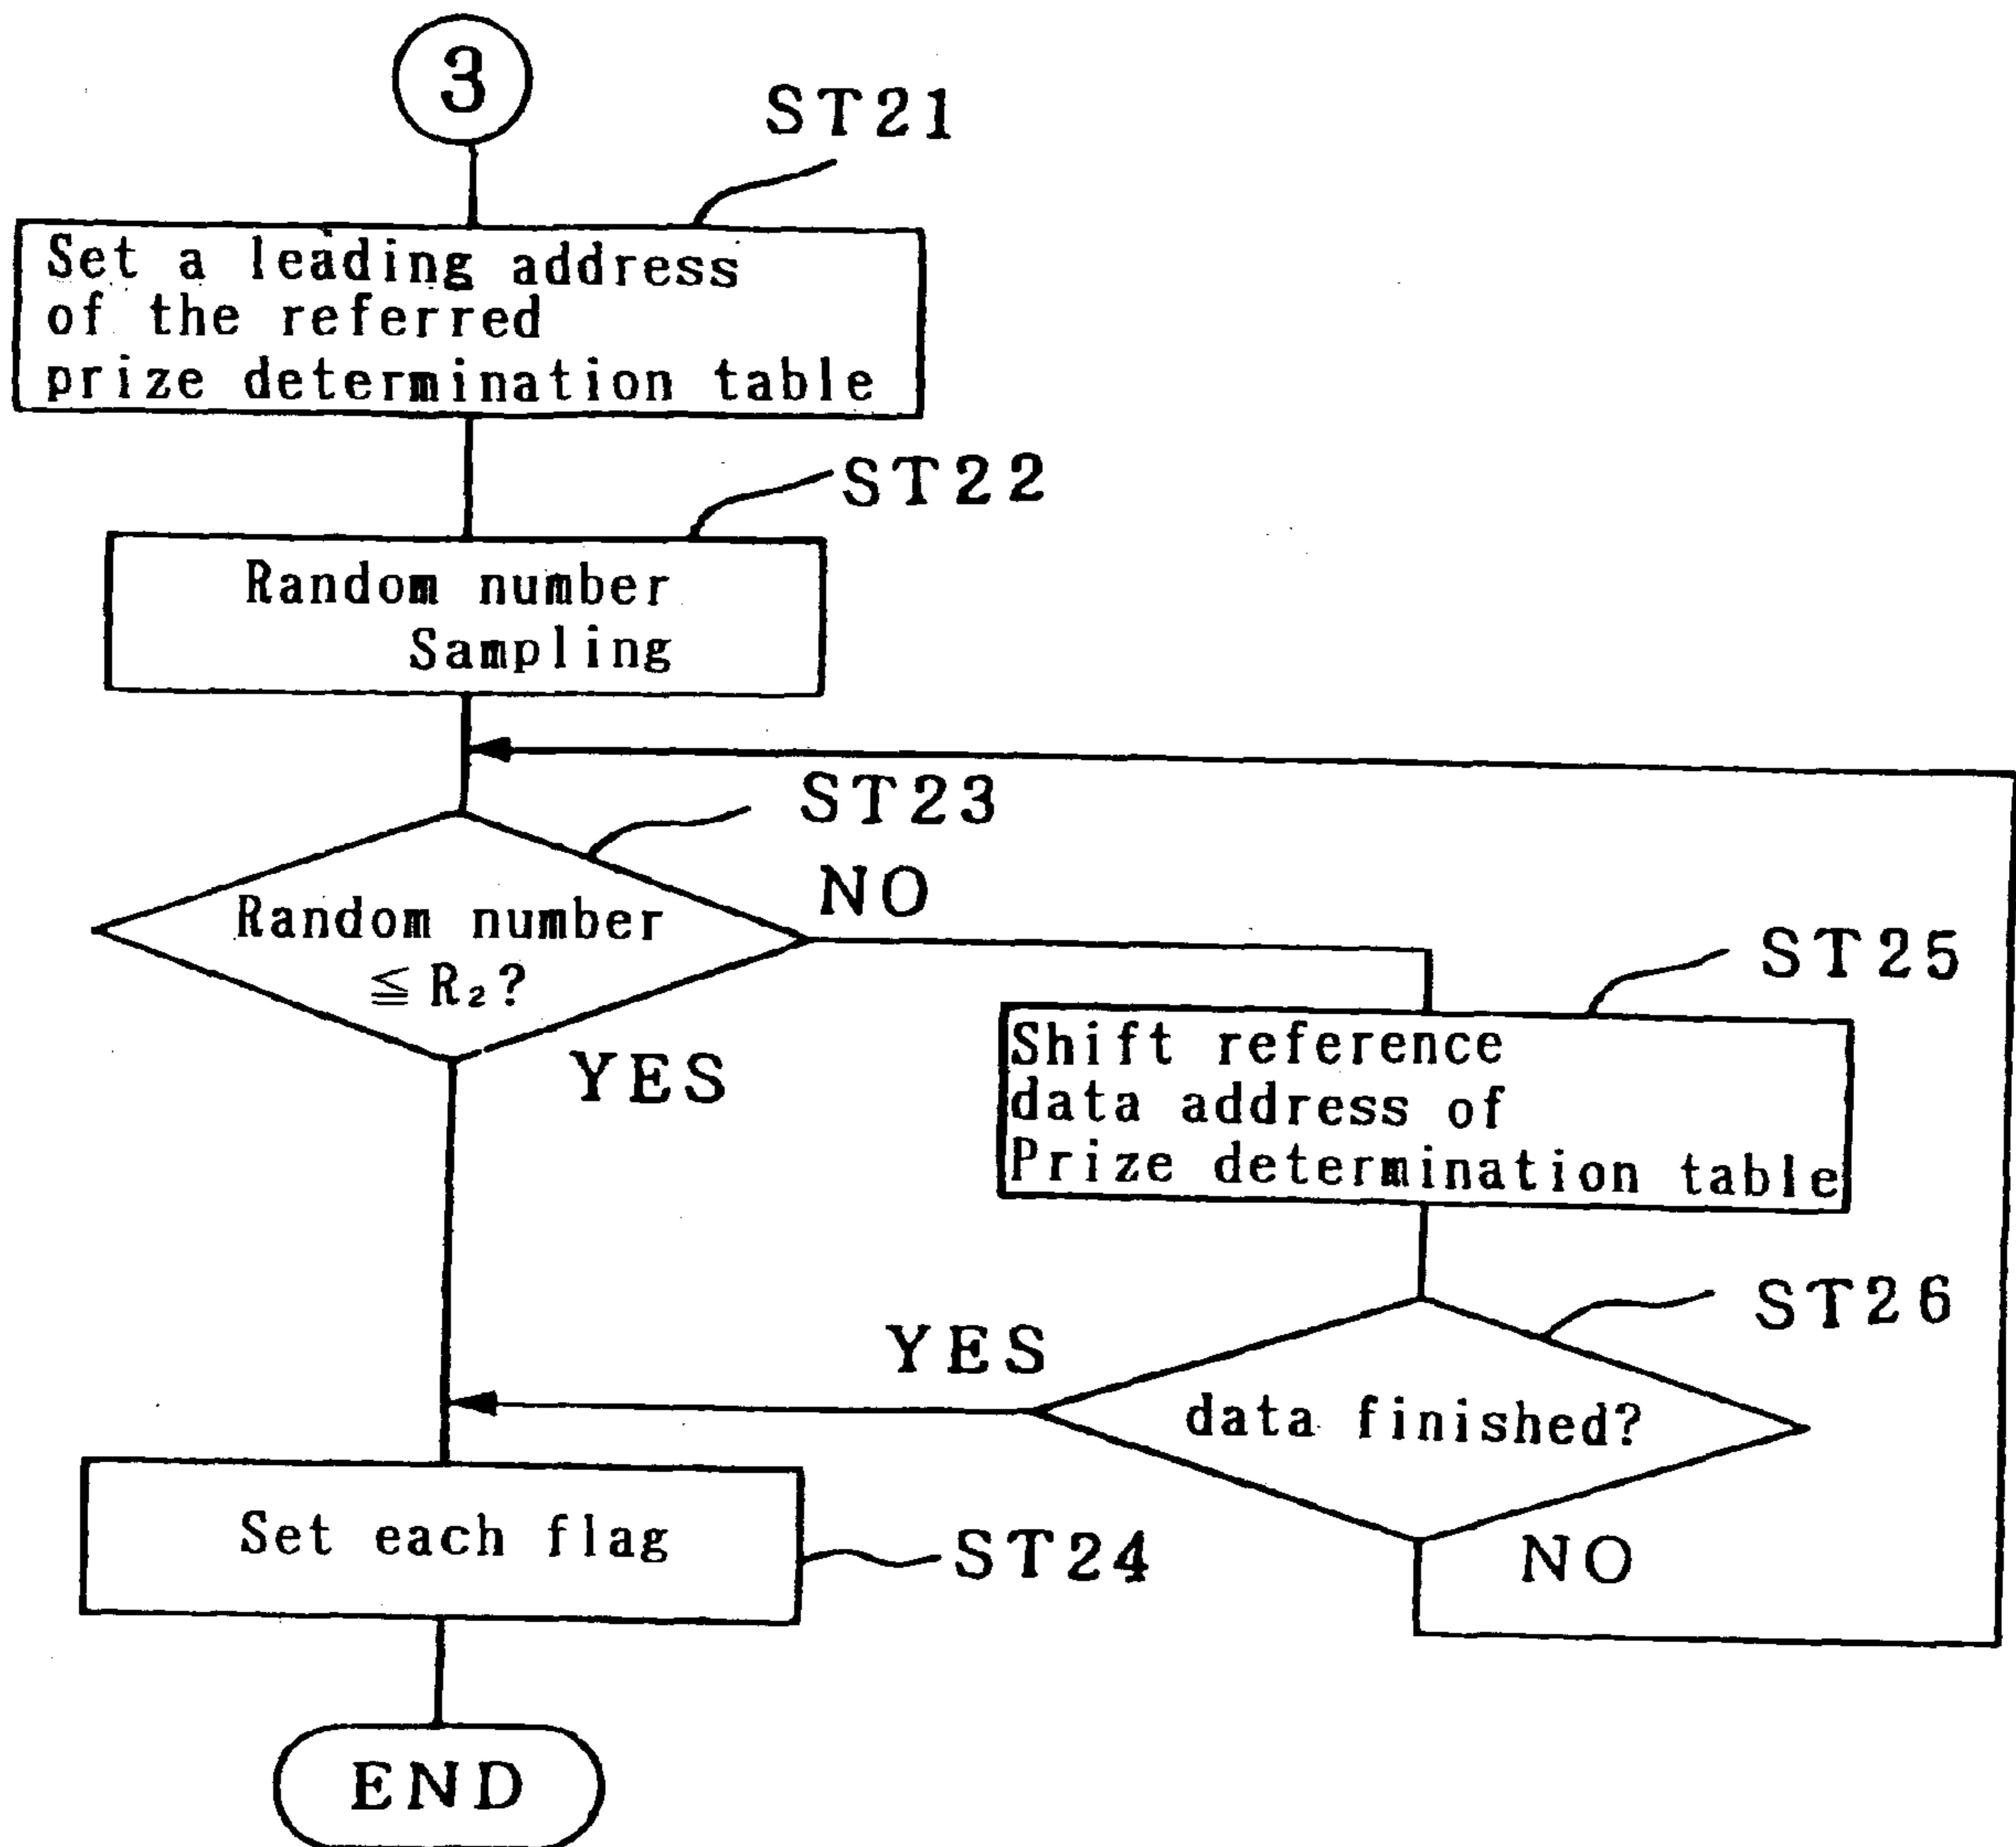 3
ST21
Set a leading address
of the referred
prize determination table
ST22
Random number
Sampling
ST23
NO
Random number
≦ R₂?
YES
ST25
Shift reference
data address of
Prize determination table
ST26
YES
data finished?
NO
Set each flag
ST24
END